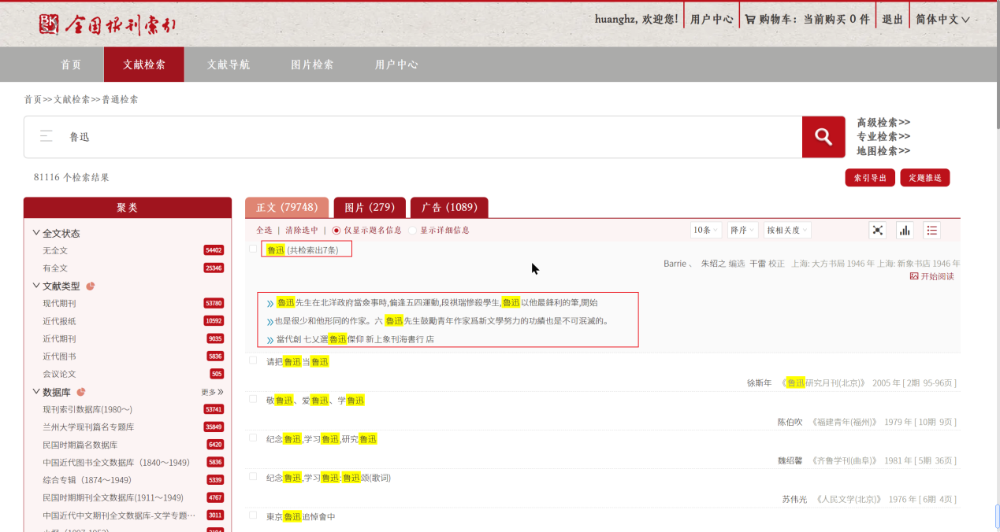 全国报刊索引
huanghz, 欢迎您! 用户中心 购物车：当前购买 0 件 退出 简体中文
首页 文献检索 文献导航 图片检索 用户中心
首页>>文献检索>>普通检索
鲁迅
高级检索>>
专业检索>>
地图检索>>
81116 个检索结果
索引导出 定题推送
聚类
全文状态
无全文 54402
有全文 25346
文献类型
现代期刊 53780
近代报纸 10592
近代期刊 9035
近代图书 5836
会议论文 505
数据库 更多
现刊索引数据库(1980～) 53741
兰州大学现刊篇名专题库 35849
民国时期篇名数据库 6420
中国近代图书全文数据库（1840～1949） 5836
综合专辑（1874～1949） 5339
民国时期期刊全文数据库(1911～1949) 4767
中国近代中文期刊全文数据库-文学专题… 3011
正文 (79748) 图片 (279) 广告 (1089)
全选 | 清除选中 | 仅显示题名信息 显示详细信息
10条 降序 按相关度
鲁迅 (共检索出7条)
Barrie 、 朱绍之 编选 干雷 校正 上海: 大方书局 1946 年 上海: 新象书店 1946 年
开始阅读
魯迅先生在北洋政府當僉事時,偏逢五四運動,段祺瑞慘殺學生,魯迅以他最鋒利的筆,開始
也是很少和他形同的作家。六 魯迅先生鼓勵青年作家爲新文學努力的功績也是不可泯滅的。
當代創 七乂選魯迅傑仰 新上象刊海書行 店
请把鲁迅当鲁迅
徐斯年 《鲁迅研究月刊(北京)》 2005 年 [ 2期 95-96页 ]
敬鲁迅、爱鲁迅、学鲁迅
陈伯吹 《福建青年(福州)》 1979 年 [ 10期 9页 ]
纪念鲁迅,学习鲁迅,研究鲁迅
魏绍馨 《齐鲁学刊(曲阜)》 1981 年 [ 5期 36页 ]
纪念鲁迅,学习鲁迅:鲁迅颂(歌词)
苏伟光 《人民文学(北京)》 1976 年 [ 6期 4页 ]
東京魯迅追悼會中